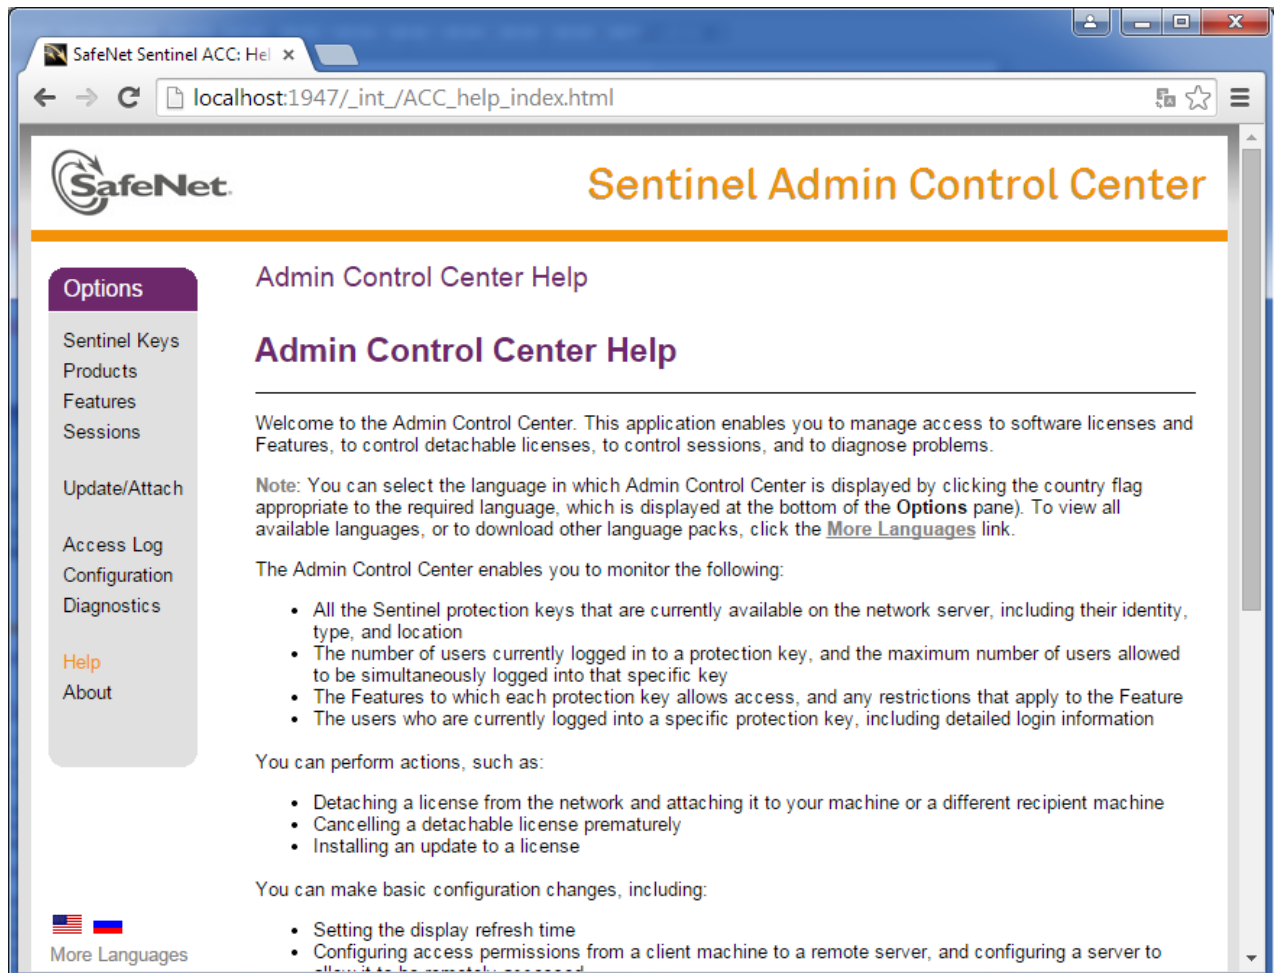 SafeNet Sentinel ACC: Hel
localhost:1947/_int_/ACC_help_index.html
SafeNet.
Sentinel Admin Control Center
Options
Sentinel Keys
Products
Features
Sessions
Update/Attach
Access Log
Configuration
Diagnostics
Help
About
More Languages
Admin Control Center Help
Admin Control Center Help
Welcome to the Admin Control Center. This application enables you to manage access to software licenses and
Features, to control detachable licenses, to control sessions, and to diagnose problems.
Note: You can select the language in which Admin Control Center is displayed by clicking the country flag
appropriate to the required language, which is displayed at the bottom of the Options pane). To view all
available languages, or to download other language packs, click the More Languages link.
The Admin Control Center enables you to monitor the following:
• All the Sentinel protection keys that are currently available on the network server, including their identity,
type, and location
• The number of users currently logged in to a protection key, and the maximum number of users allowed
to be simultaneously logged into that specific key
• The Features to which each protection key allows access, and any restrictions that apply to the Feature
• The users who are currently logged into a specific protection key, including detailed login information
You can perform actions, such as:
• Detaching a license from the network and attaching it to your machine or a different recipient machine
• Cancelling a detachable license prematurely
• Installing an update to a license
You can make basic configuration changes, including:
• Setting the display refresh time
• Configuring access permissions from a client machine to a remote server, and configuring a server to